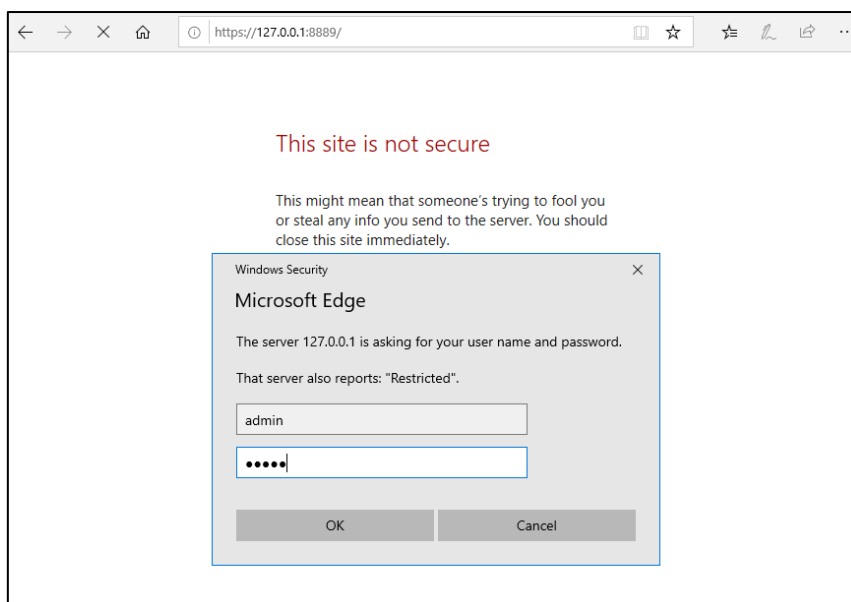 https://127.0.0.1:8889/
This site is not secure
This might mean that someone's trying to fool you
or steal any info you send to the server. You should
close this site immediately.
Windows Security
Microsoft Edge
The server 127.0.0.1 is asking for your user name and password.
That server also reports: "Restricted".
admin
•••••
OK Cancel